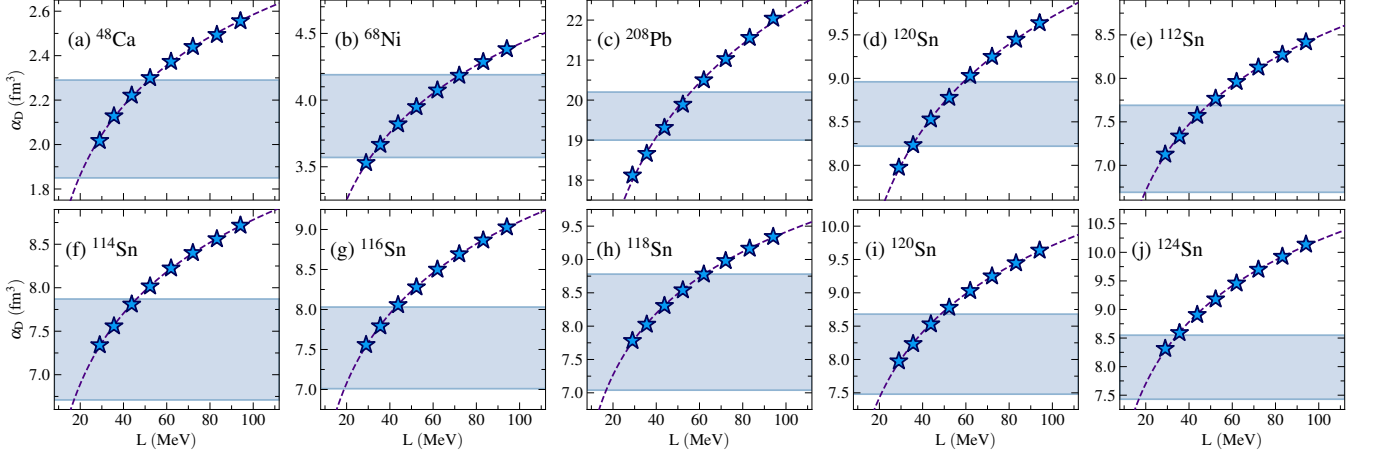 (a) ⁴⁸Ca
(b) ⁶⁸Ni
(c) ²⁰⁸Pb
(d) ¹²⁰Sn
(e) ¹¹²Sn
α_D (fm³)
2.6
2.4
2.2
2.0
1.8
4.5
4.0
3.5
22
21
20
19
18
9.5
9.0
8.5
8.0
8.5
8.0
7.5
7.0
(f) ¹¹⁴Sn
(g) ¹¹⁶Sn
(h) ¹¹⁸Sn
(i) ¹²⁰Sn
(j) ¹²⁴Sn
α_D (fm³)
8.5
8.0
7.5
7.0
9.0
8.5
8.0
7.5
7.0
9.5
9.0
8.5
8.0
7.5
7.0
10.0
9.5
9.0
8.5
8.0
7.5
10.5
10.0
9.5
9.0
8.5
8.0
7.5
20 40 60 80 100
20 40 60 80 100
20 40 60 80 100
20 40 60 80 100
20 40 60 80 100
L (MeV)
L (MeV)
L (MeV)
L (MeV)
L (MeV)